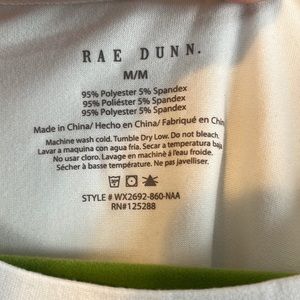 RAE DUNN.
M/M
95% Polyester 5% Spandex
95% Poliéster 5% Spandex
95% Polyester 5% Spandex
Made in China/ Hecho en China/ Fabriqué en Chin
Machine wash cold. Tumble Dry Low. Do not bleach.
Lavar a maquina con agua fria. Secar a temperatura baja.
No usar cloro. Lavage en machine á l'eau froide.
Sécher à basse température. Ne pas javelliser.
STYLE # WX2692-860-NAA
RN#125288